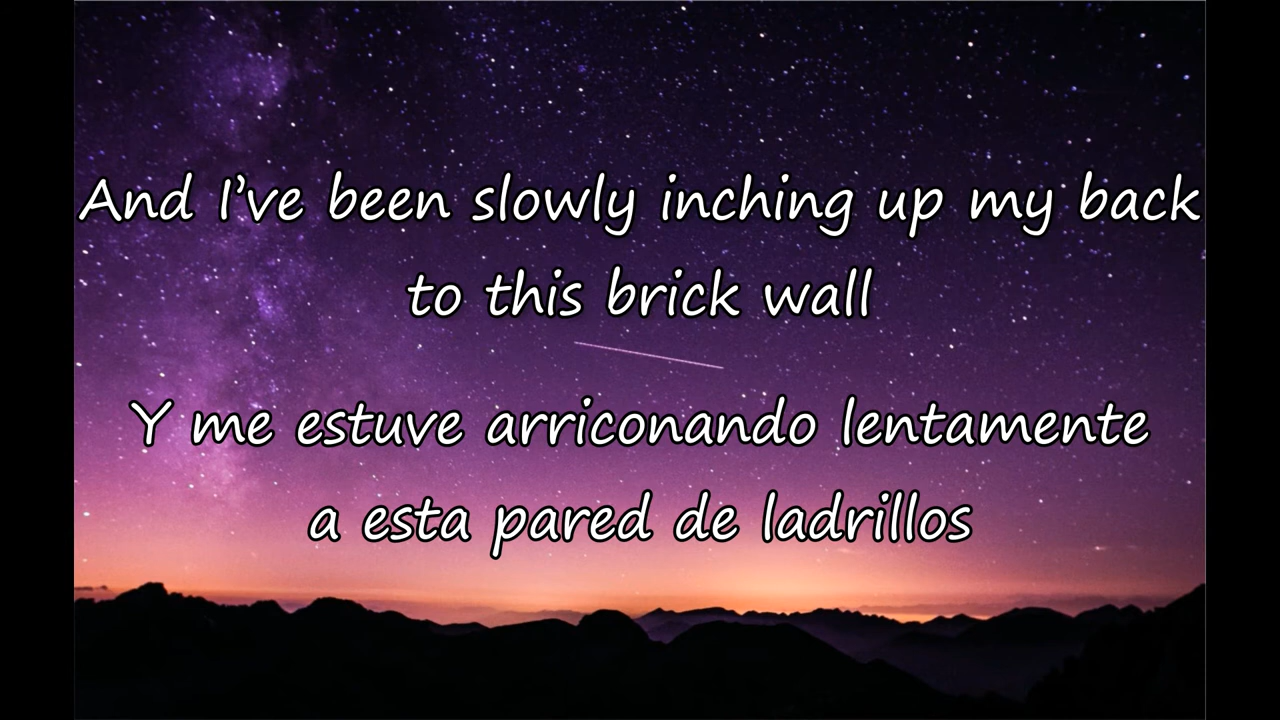 And I’ve been slowly inching up my back
to this brick wall
Y me estuve arriconando lentamente
a esta pared de ladrillos